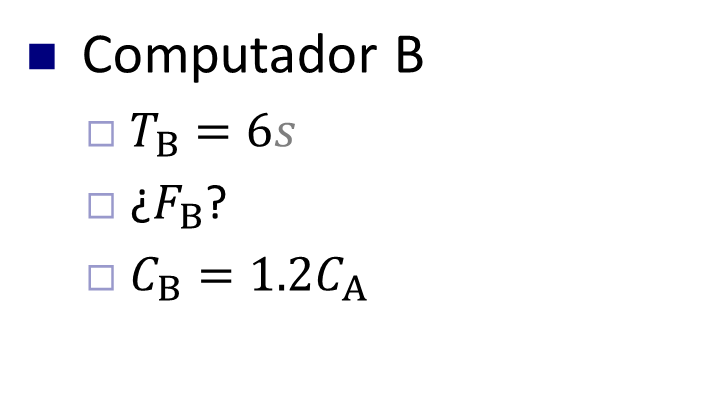 Computador B
T_B = 6s
¿F_B?
C_B = 1.2C_A